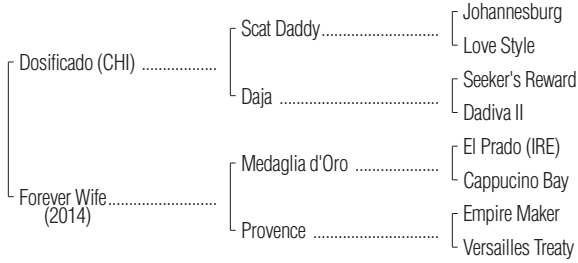 Johannesburg
Scat Daddy
Love Style
Dosificado (CHI)
Seeker's Reward
Daja
Dadiva II
El Prado (IRE)
Medaglia d'Oro
Cappucino Bay
Forever Wife
(2014)
Empire Maker
Provence
Versailles Treaty